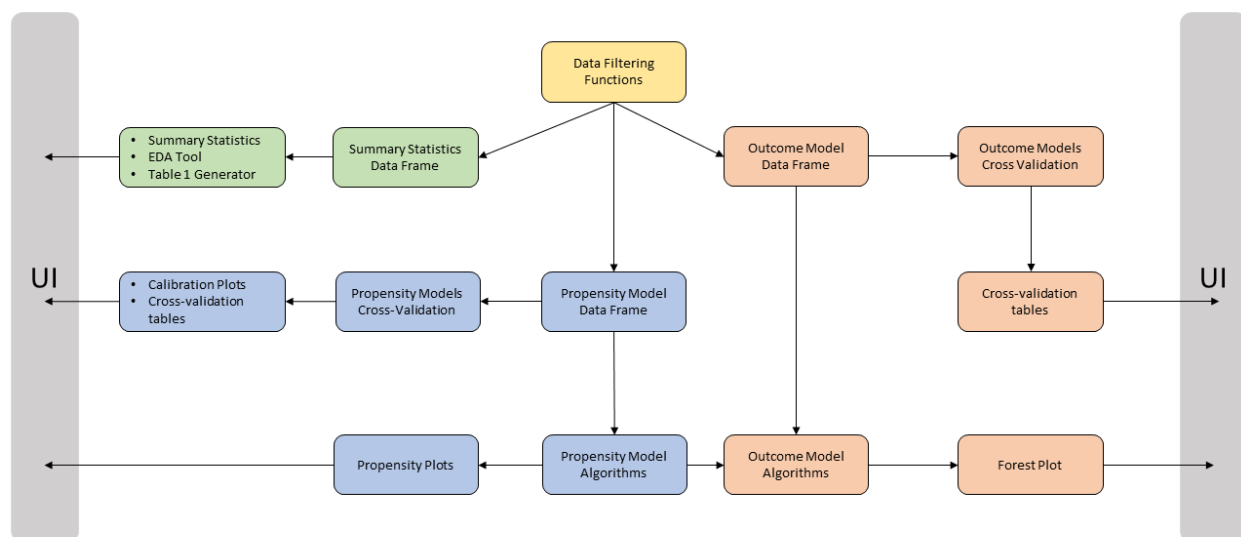 Data Filtering
Functions
• Summary Statistics
• EDA Tool
• Table 1 Generator
Summary Statistics
Data Frame
Outcome Model
Data Frame
Outcome Models
Cross Validation
UI
• Calibration Plots
• Cross-validation
tables
Propensity Models
Cross-Validation
Propensity Model
Data Frame
Cross-validation
tables
UI
Propensity Plots
Propensity Model
Algorithms
Outcome Model
Algorithms
Forest Plot